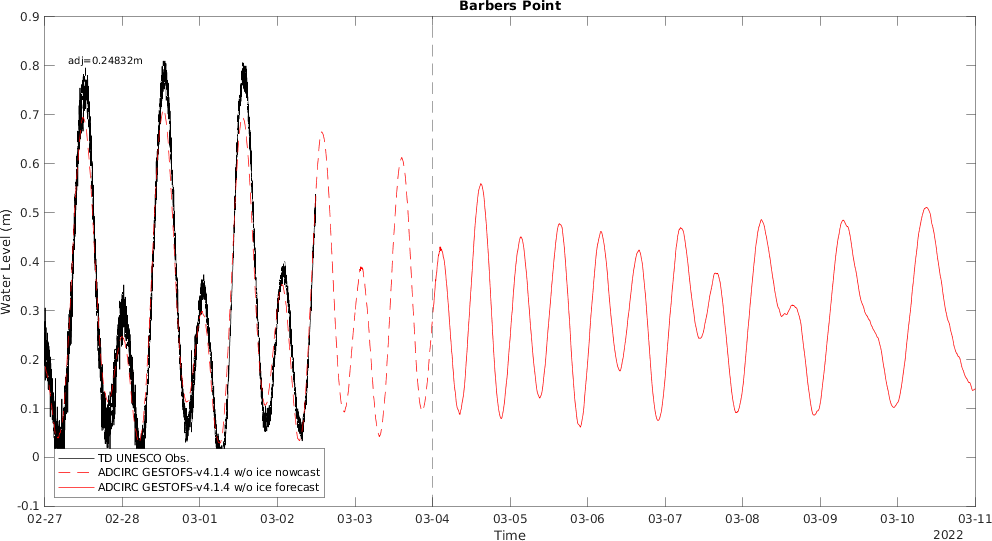 Barbers Point
0.9
0.8
0.7
0.6
0.5
0.4
0.3
0.2
0.1
0
-0.1
Water Level (m)
adj=0.24832m
TD UNESCO Obs.
ADCIRC GESTOFS-v4.1.4 w/o ice nowcast
ADCIRC GESTOFS-v4.1.4 w/o ice forecast
02-27 02-28 03-01 03-02 03-03 03-04 03-05 03-06 03-07 03-08 03-09 03-10 03-11
Time
2022